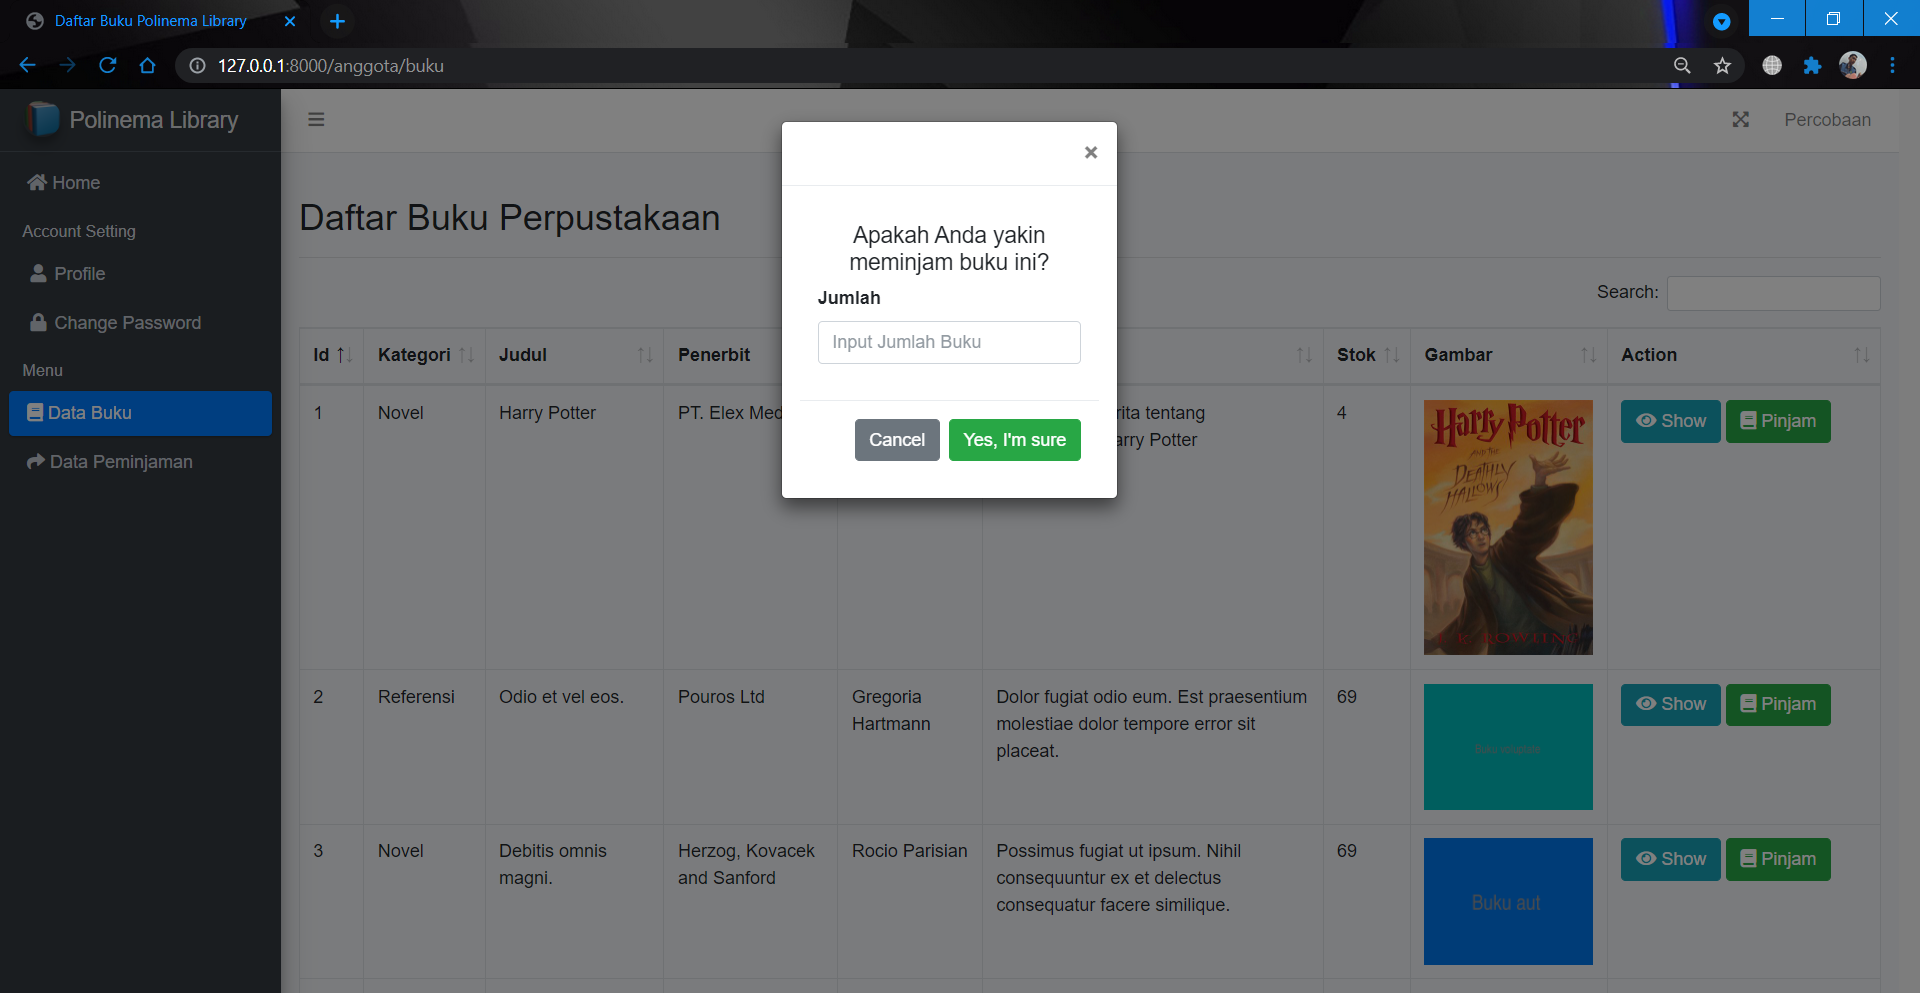 Daftar Buku Polinema Library
127.0.0.1:8000/anggota/buku
Polinema Library
Percobaan
Home
Account Setting
Profile
Change Password
Menu
Data Buku
Data Peminjaman
Daftar Buku Perpustakaan
Search:
Apakah Anda yakin
meminjam buku ini?
Jumlah
Input Jumlah Buku
Cancel Yes, I'm sure
Id Kategori Judul Penerbit Stok Gambar Action
1 Novel Harry Potter PT. Elex Med rita tentang 4 Show Pinjam
arry Potter
Harry Potter
AND THE
DEATHLY
HALLOWS
J.K. ROWLING
2 Referensi Odio et vel eos. Pouros Ltd Gregoria Dolor fugiat odio eum. Est praesentium 69 Show Pinjam
Hartmann molestiae dolor tempore error sit
placeat.
3 Novel Debitis omnis Herzog, Kovacek Rocio Parisian Possimus fugiat ut ipsum. Nihil 69 Show Pinjam
magni. and Sanford consequuntur ex et delectus
consequatur facere similique.
Buku aut